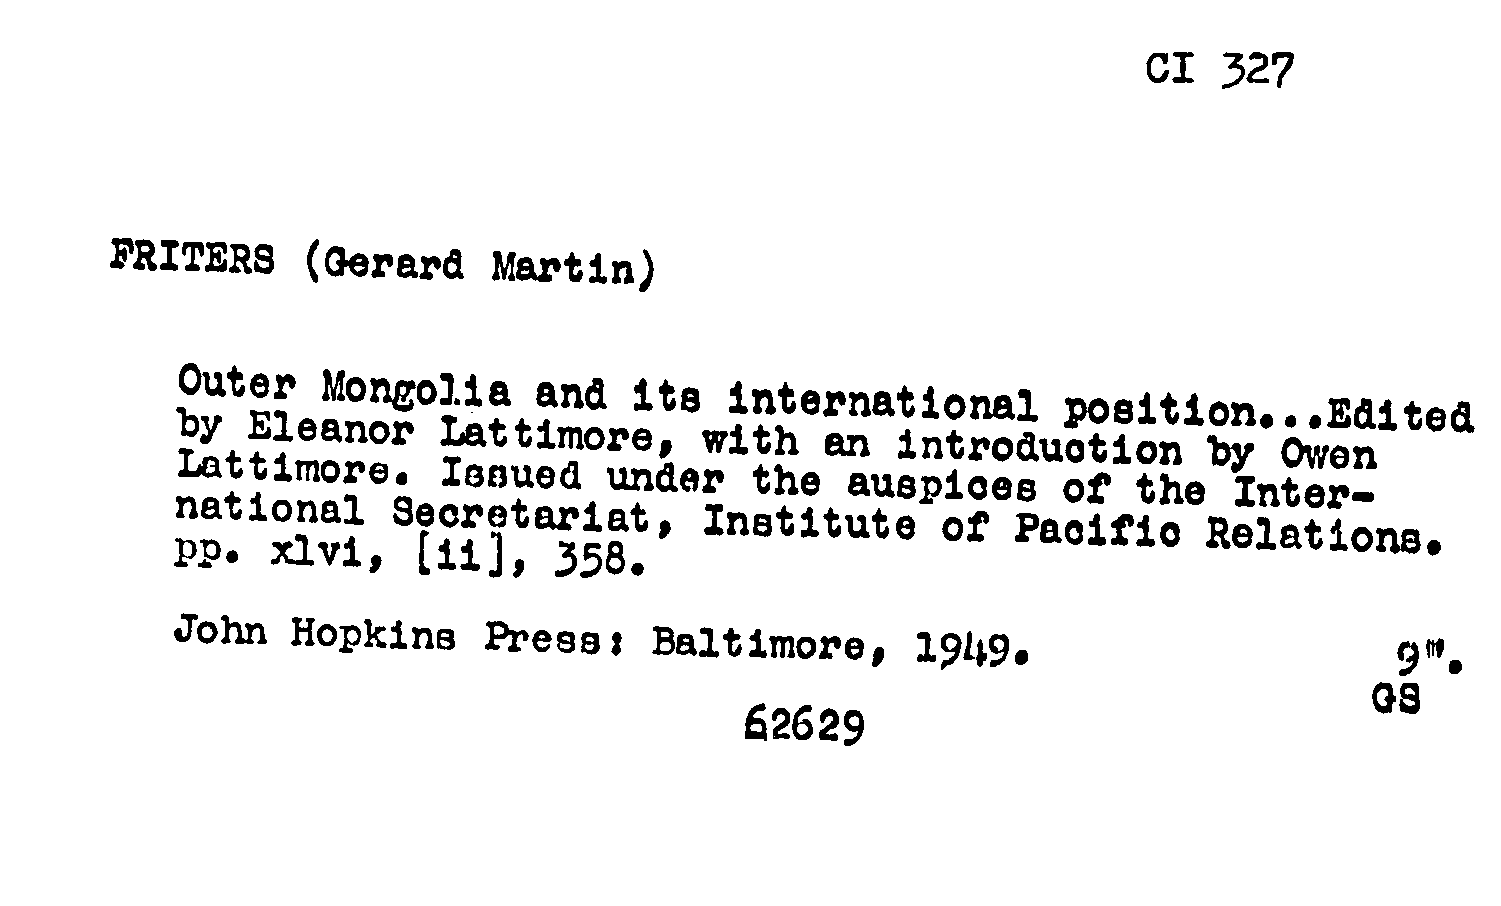 CI 327
FRITERS (Gerard Martin)
Outer Mongolia and its international position...Edited
by Eleanor Lattimore, with an introduction by Owen
Lattimore. Issued under the auspices of the Inter-
national Secretariat, Institute of Pacific Relations.
pp. xlvi, [ii], 358.
John Hopkins Press: Baltimore, 1949.
9".
GS
62629